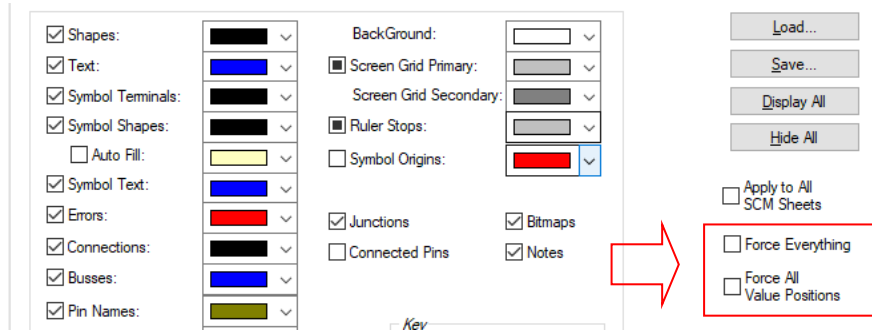 Shapes:
Text:
Symbol Terminals:
Symbol Shapes:
Auto Fill:
Symbol Text:
Errors:
Connections:
Busses:
Pin Names:
BackGround:
Screen Grid Primary:
Screen Grid Secondary:
Ruler Stops:
Symbol Origins:
Junctions
Bitmaps
Connected Pins
Notes
Key
Load...
Save...
Display All
Hide All
Apply to All
SCM Sheets
Force Everything
Force All
Value Positions